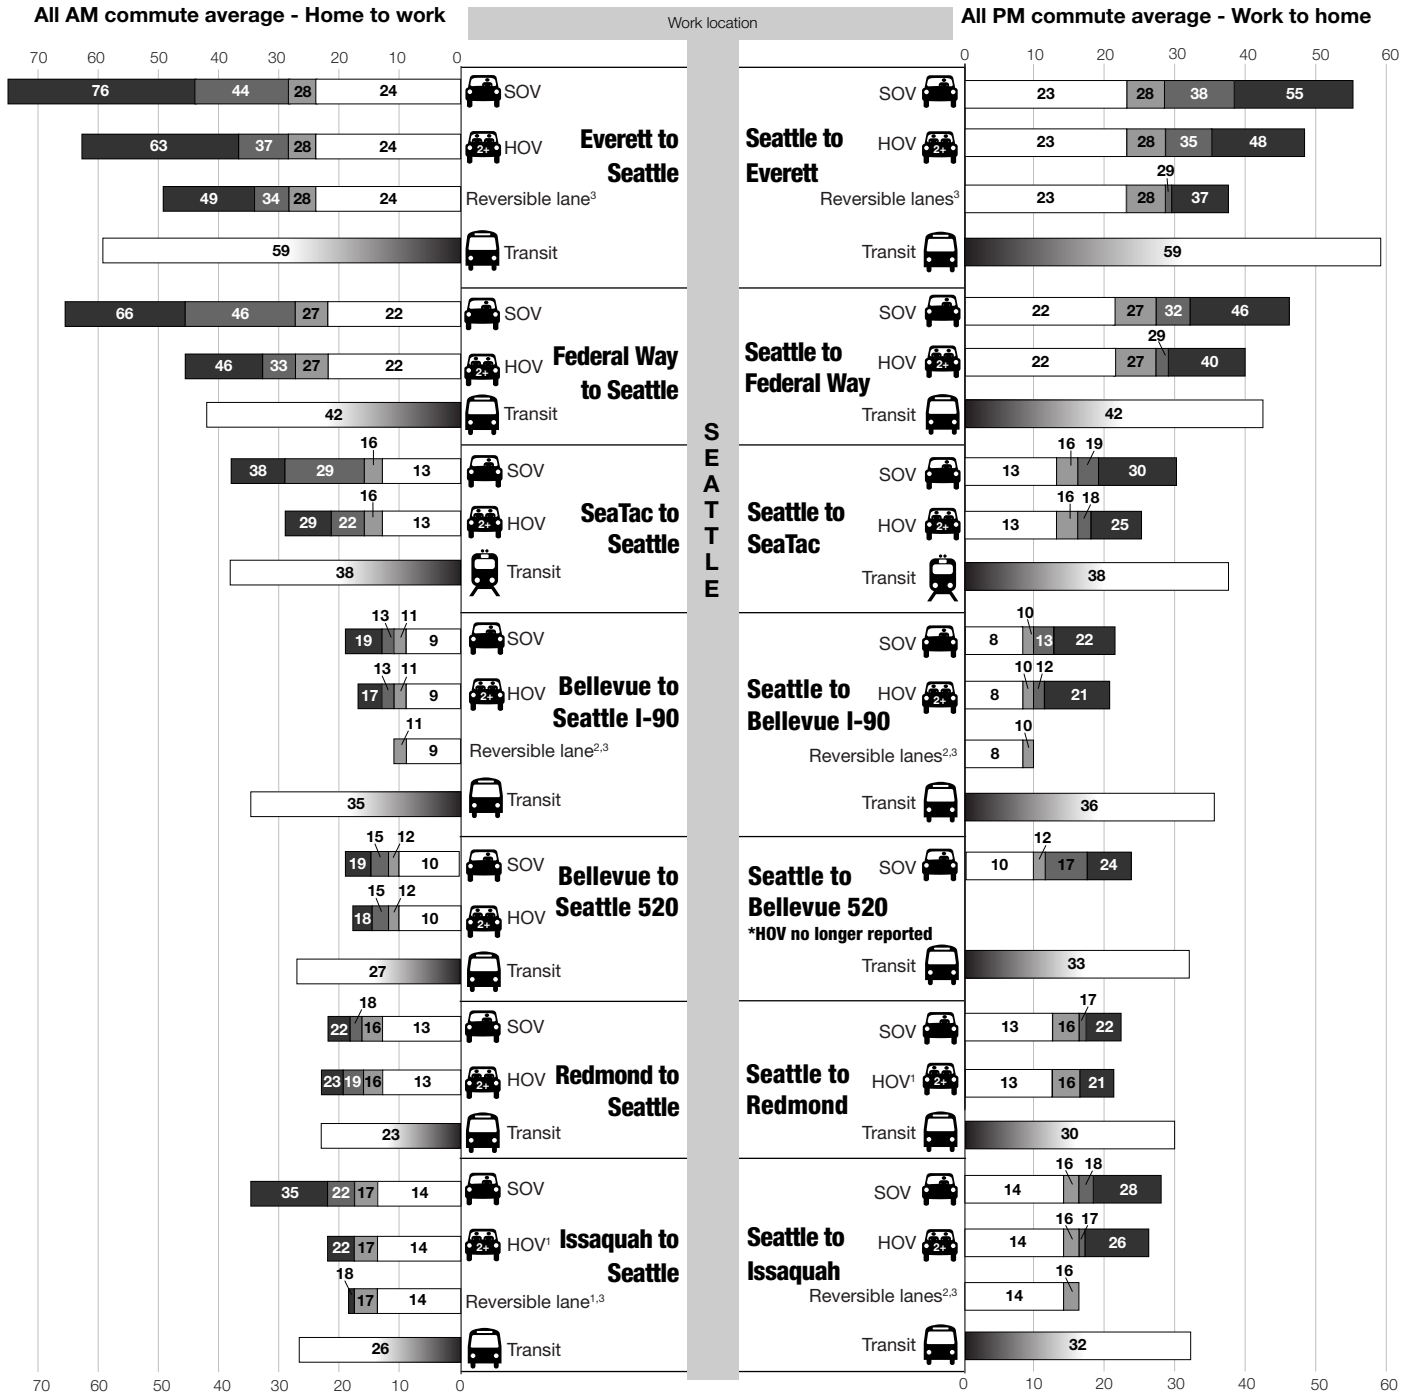 All AM commute average - Home to work
Work location
All PM commute average - Work to home
70 60 50 40 30 20 10 0
0 10 20 30 40 50 60
76 44 28 24 SOV
63 37 28 24 2+ HOV
Everett to
Seattle
49 34 28 24 Reversible lane3
59 Transit
66 46 27 22 SOV
46 33 27 22 2+ HOV
Federal Way
to Seattle
42 Transit
16
38 29 13 SOV
16
29 22 13 2+ HOV
SeaTac to
Seattle
38 Transit
13 11
19 9 SOV
13 11
17 9 2+ HOV
Bellevue to
Seattle I-90
11
9 Reversible lane2,3
35 Transit
15 12
19 10 SOV
15 12
18 10 2+ HOV
Bellevue to
Seattle 520
27 Transit
18
22 16 13 SOV
23 19 16 13 2+ HOV
Redmond to
Seattle
23 Transit
35 22 17 14 SOV
22 17 14 2+ HOV1
Issaquah to
Seattle
18
17 14 Reversible lane1,3
26 Transit
70 60 50 40 30 20 10 0
S
E
A
T
T
L
E
SOV 23 28 38 55
Seattle to
Everett
HOV 2+ 23 28 35 48
29
Reversible lanes3 23 28 37
Transit 59
SOV 22 27 32 46
29
Seattle to
Federal Way
HOV 2+ 22 27 40
Transit 42
16 19
SOV 13 30
16 18
Seattle to
SeaTac
HOV 2+ 13 25
Transit 38
10
SOV 8 13 22
10 12
Seattle to
Bellevue I-90
HOV 2+ 8 21
10
Reversible lanes2,3 8
Transit 36
12
SOV 10 17 24
Seattle to
Bellevue 520
*HOV no longer reported
Transit 33
17
SOV 13 16 22
Seattle to
Redmond
HOV1 2+ 13 16 21
Transit 30
16 18
SOV 14 28
16 17
Seattle to
Issaquah
HOV 2+ 14 26
16
Reversible lanes2,3 14
Transit 32
0 10 20 30 40 50 60